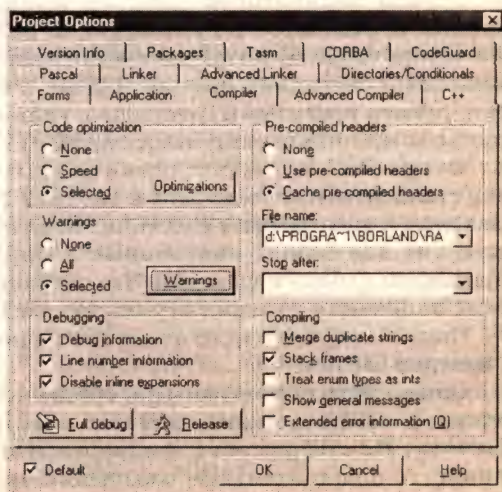 Project Options
Version Info Packages Tasm CORBA CodeGuard
Pascal Linker Advanced Linker Directories/Conditionals
Forms Application Compiler Advanced Compiler C++
Code optimization
None
Speed
Selected
Optimizations
Warnings
None
All
Selected
Warnings
Debugging
Debug information
Line number information
Disable inline expansions
Full debug
Release
Pre-compiled headers
None
Use pre-compiled headers
Cache pre-compiled headers
File name:
d:\PROGRA~1\BORLAND\RA
Stop after:
Compiling
Merge duplicate strings
Stack frames
Treat enum types as ints
Show general messages
Extended error information (Q)
Default OK Cancel Help